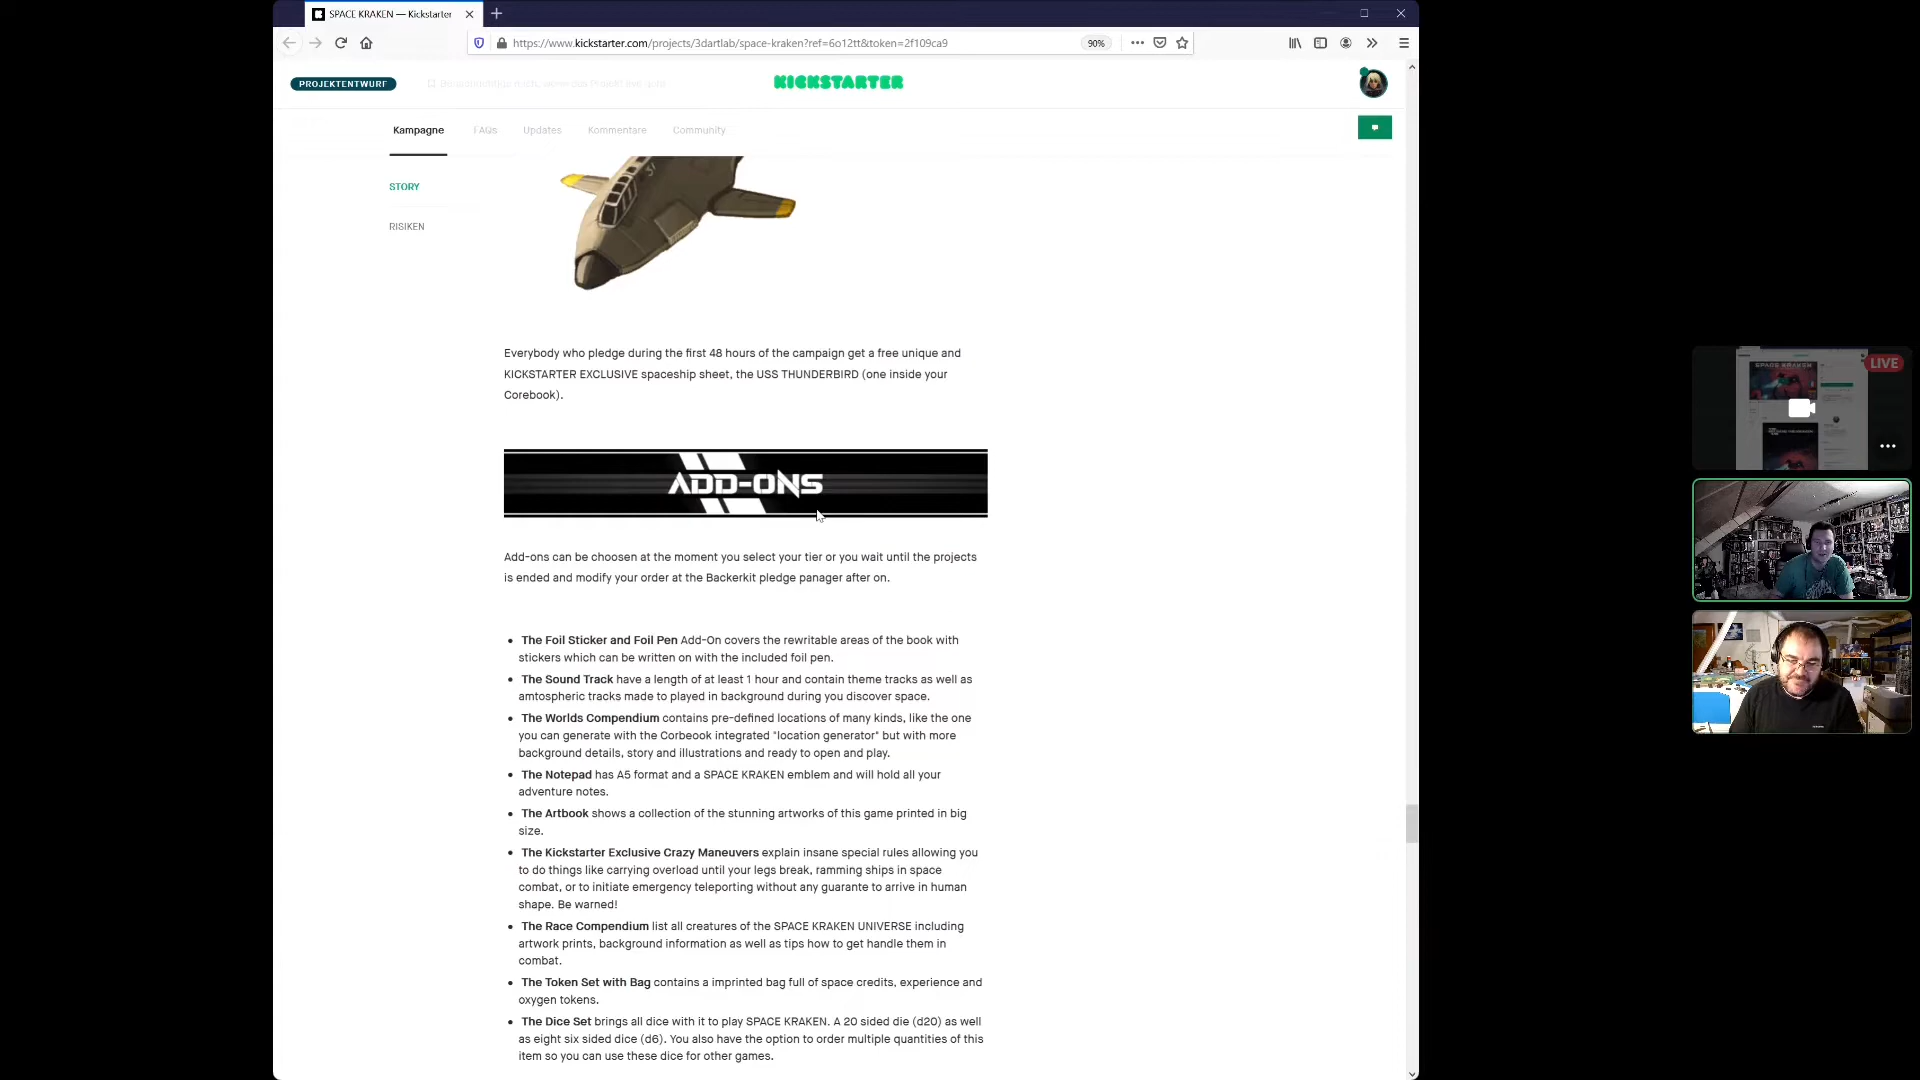 SPACE KRAKEN — Kickstarter
https://www.kickstarter.com/projects/3dartlab/space-kraken?ref=6o12tt&token=2f109ca9
90%
PROJEKTENTWURF
KICKSTARTER
Kampagne
FAQs
Updates
Kommentare
Community
STORY
RISIKEN
Everybody who pledge during the first 48 hours of the campaign get a free unique and
KICKSTARTER EXCLUSIVE spaceship sheet, the USS THUNDERBIRD (one inside your
Corebook).
ADD-ONS
Add-ons can be choosen at the moment you select your tier or you wait until the projects
is ended and modify your order at the Backerkit pledge panager after on.
The Foil Sticker and Foil Pen Add-On covers the rewritable areas of the book with
stickers which can be written on with the included foil pen.
The Sound Track have a length of at least 1 hour and contain theme tracks as well as
amtospheric tracks made to played in background during you discover space.
The Worlds Compendium contains pre-defined locations of many kinds, like the one
you can generate with the Corbeook integrated "location generator" but with more
background details, story and illustrations and ready to open and play.
The Notepad has A5 format and a SPACE KRAKEN emblem and will hold all your
adventure notes.
The Artbook shows a collection of the stunning artworks of this game printed in big
size.
The Kickstarter Exclusive Crazy Maneuvers explain insane special rules allowing you
to do things like carrying overload until your legs break, ramming ships in space
combat, or to initiate emergency teleporting without any guarante to arrive in human
shape. Be warned!
The Race Compendium list all creatures of the SPACE KRAKEN UNIVERSE including
artwork prints, background information as well as tips how to get handle them in
combat.
The Token Set with Bag contains a imprinted bag full of space credits, experience and
oxygen tokens.
The Dice Set brings all dice with it to play SPACE KRAKEN. A 20 sided die (d20) as well
as eight six sided dice (d6). You also have the option to order multiple quantities of this
item so you can use these dice for other games.
LIVE
SPACE KRAKEN